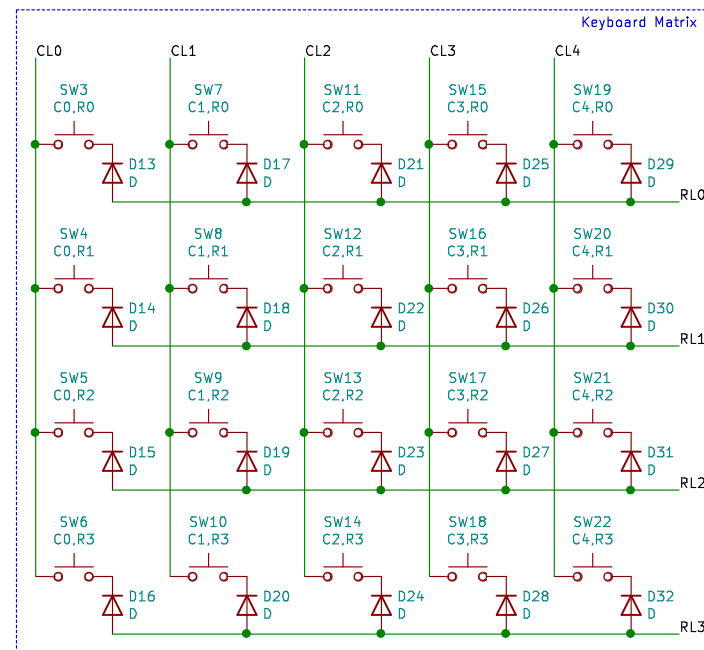 Keyboard Matrix
CL0 CL1 CL2 CL3 CL4
SW3 SW7 SW11 SW15 SW19
C0,R0 C1,R0 C2,R0 C3,R0 C4,R0
D13 D17 D21 D25 D29
D D D D D
RL0
SW4 SW8 SW12 SW16 SW20
C0,R1 C1,R1 C2,R1 C3,R1 C4,R1
D14 D18 D22 D26 D30
D D D D D
RL1
SW5 SW9 SW13 SW17 SW21
C0,R2 C1,R2 C2,R2 C3,R2 C4,R2
D15 D19 D23 D27 D31
D D D D D
RL2
SW6 SW10 SW14 SW18 SW22
C0,R3 C1,R3 C2,R3 C3,R3 C4,R3
D16 D20 D24 D28 D32
D D D D D
RL3